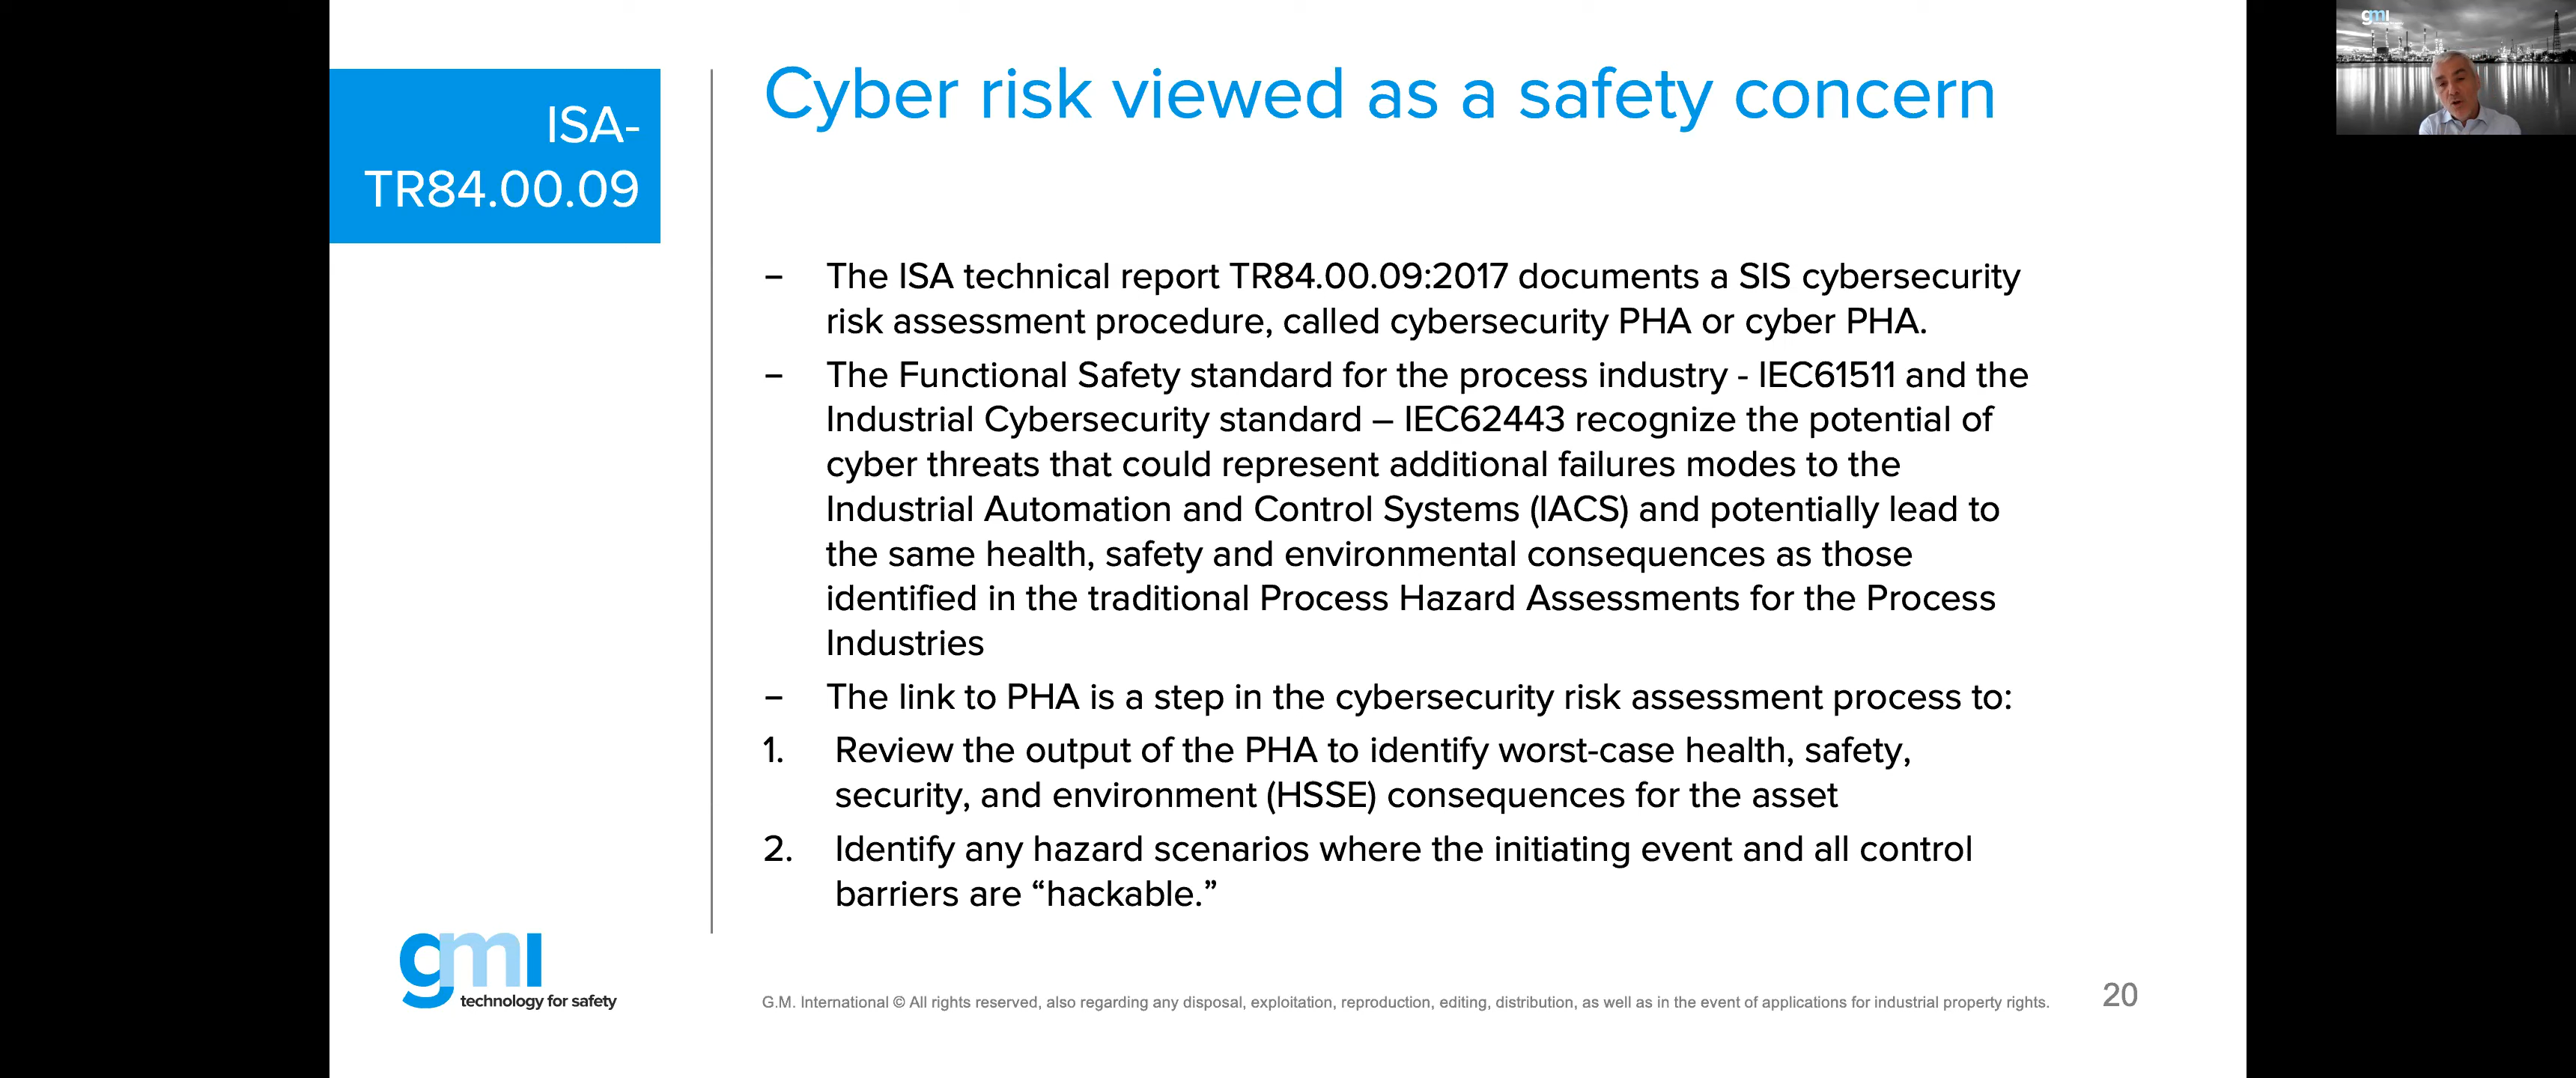 ISA-
TR84.00.09
Cyber risk viewed as a safety concern
– The ISA technical report TR84.00.09:2017 documents a SIS cybersecurity
risk assessment procedure, called cybersecurity PHA or cyber PHA.
– The Functional Safety standard for the process industry - IEC61511 and the
Industrial Cybersecurity standard – IEC62443 recognize the potential of
cyber threats that could represent additional failures modes to the
Industrial Automation and Control Systems (IACS) and potentially lead to
the same health, safety and environmental consequences as those
identified in the traditional Process Hazard Assessments for the Process
Industries
– The link to PHA is a step in the cybersecurity risk assessment process to:
1. Review the output of the PHA to identify worst-case health, safety,
security, and environment (HSSE) consequences for the asset
2. Identify any hazard scenarios where the initiating event and all control
barriers are “hackable.”
gmi
technology for safety
G.M. International © All rights reserved, also regarding any disposal, exploitation, reproduction, editing, distribution, as well as in the event of applications for industrial property rights.
20
gmi